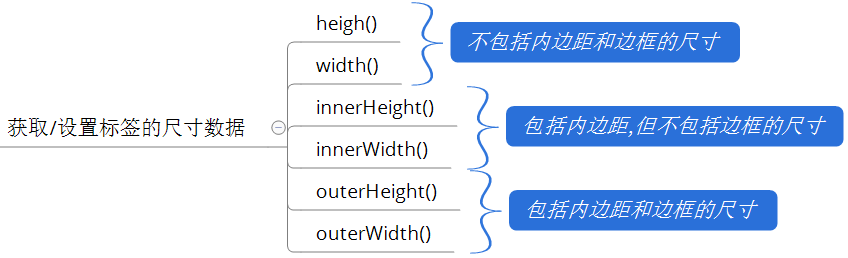 获取/设置标签的尺寸数据
heigh()
width()
不包括内边距和边框的尺寸
innerHeight()
innerWidth()
包括内边距,但不包括边框的尺寸
outerHeight()
outerWidth()
包括内边距和边框的尺寸